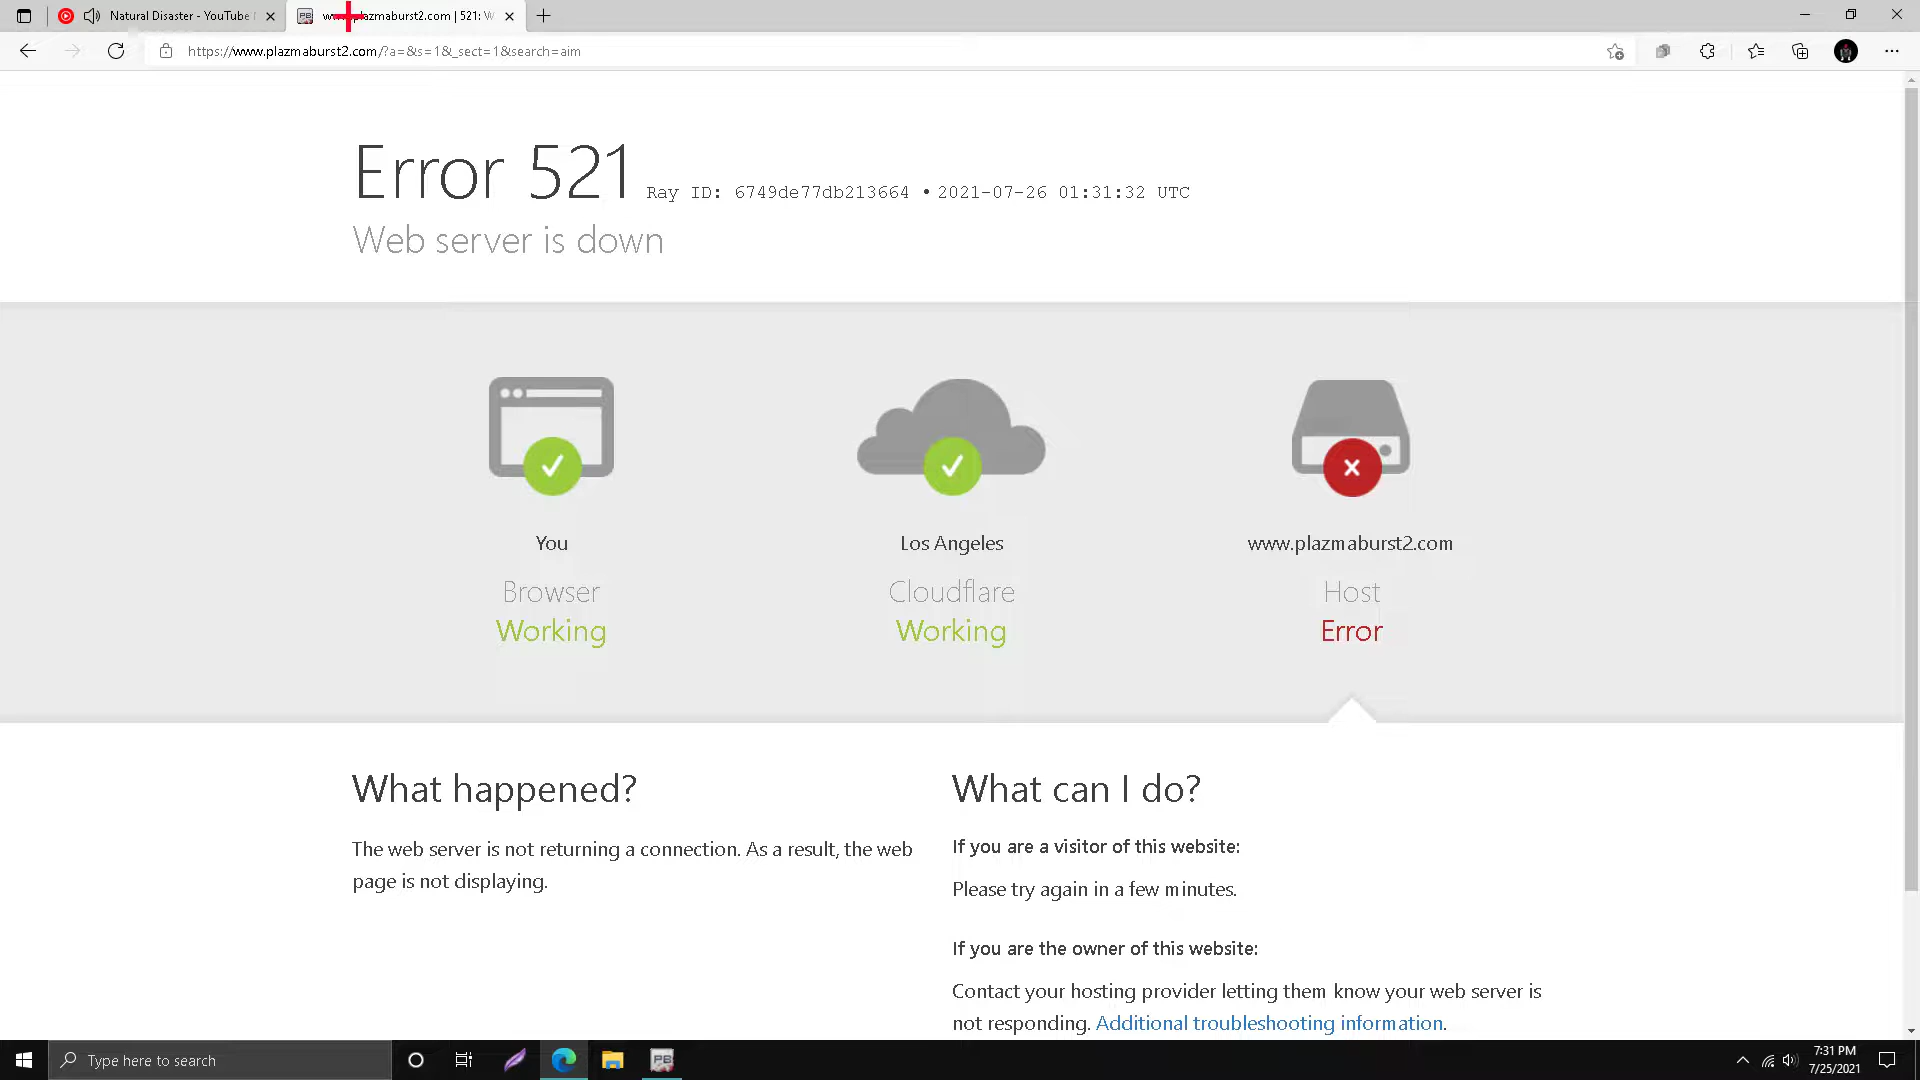 Natural Disaster - YouTube
www.plazmaburst2.com | 521: W
https://www.plazmaburst2.com/?a=&s=1&_sect=1&search=aim
Error 521 Ray ID: 6749de77db213664 • 2021-07-26 01:31:32 UTC
Web server is down
You
Browser
Working
Los Angeles
Cloudflare
Working
www.plazmaburst2.com
Host
Error
What happened?
The web server is not returning a connection. As a result, the web
page is not displaying.
What can I do?
If you are a visitor of this website:
Please try again in a few minutes.
If you are the owner of this website:
Contact your hosting provider letting them know your web server is
not responding. Additional troubleshooting information.
Type here to search
PB
7:31 PM
7/25/2021